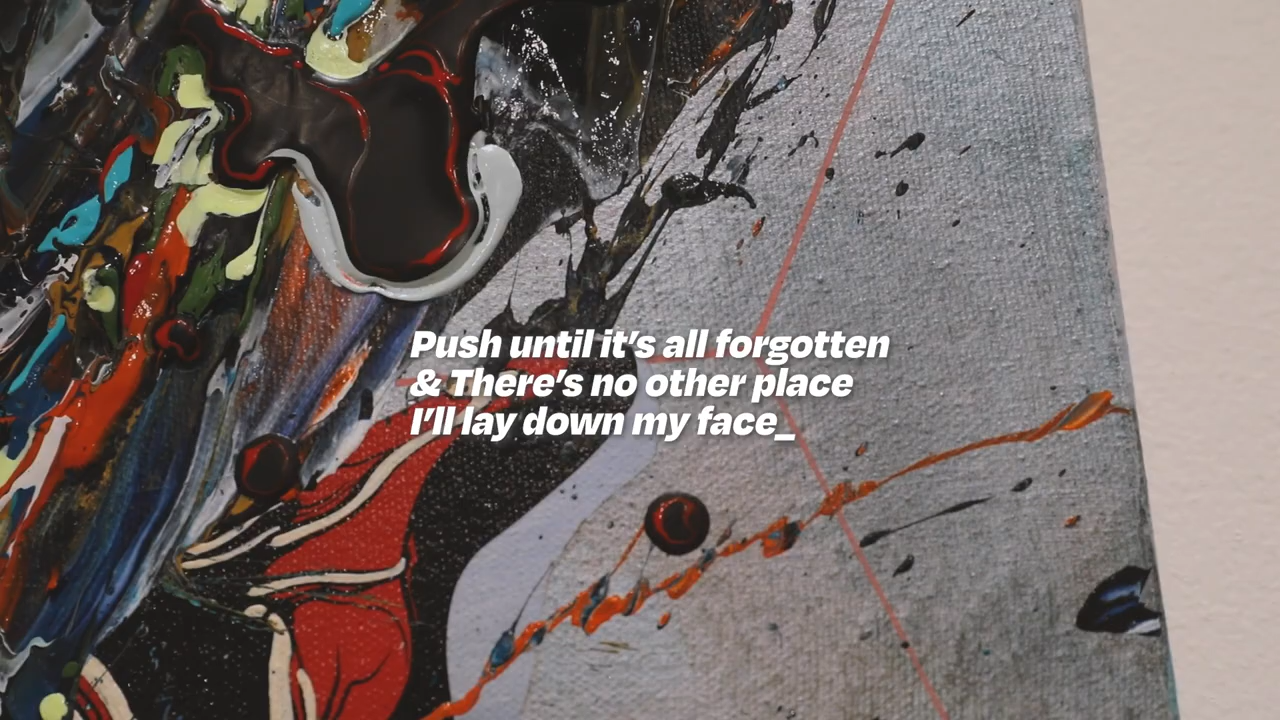 Push until it's all forgotten
& There's no other place
I'll lay down my face_